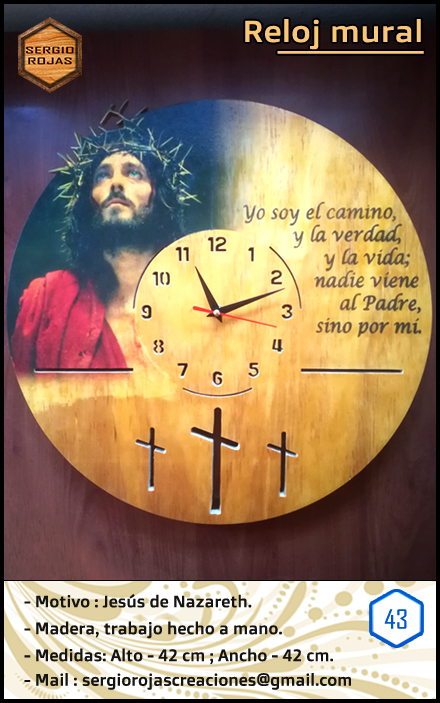 SERGIO
ROJAS
Reloj mural
Yo soy el camino,
y la verdad,
y la vida;
nadie viene
al Padre,
sino por mí.
12
1
2
3
4
5
6
7
8
9
10
11
- Motivo : Jesús de Nazareth.
- Madera, trabajo hecho a mano.
- Medidas: Alto - 42 cm ; Ancho - 42 cm.
- Mail : sergiorojascreaciones@gmail.com
43